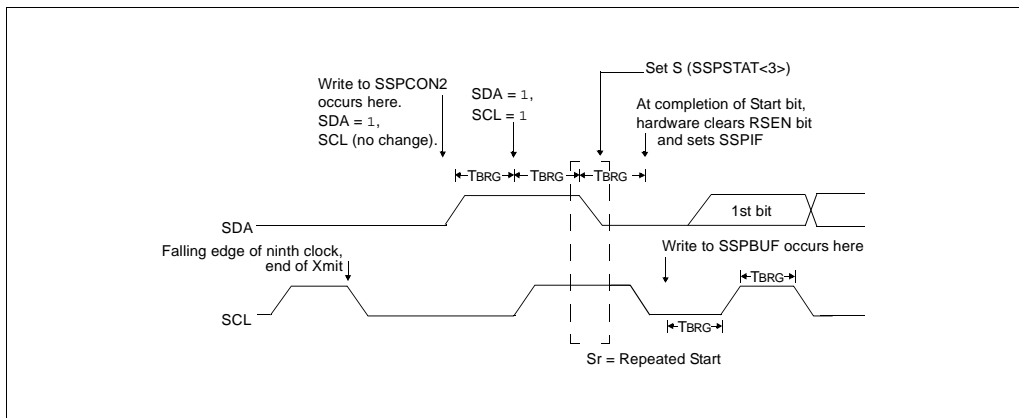 Set S (SSPSTAT<3>)
Write to SSPCON2
occurs here.
SDA = 1,
SCL (no change).
SDA = 1,
SCL = 1
At completion of Start bit,
hardware clears RSEN bit
and sets SSPIF
TBRG
TBRG
TBRG
SDA
1st bit
Falling edge of ninth clock,
end of Xmit
Write to SSPBUF occurs here
TBRG
SCL
TBRG
Sr = Repeated Start